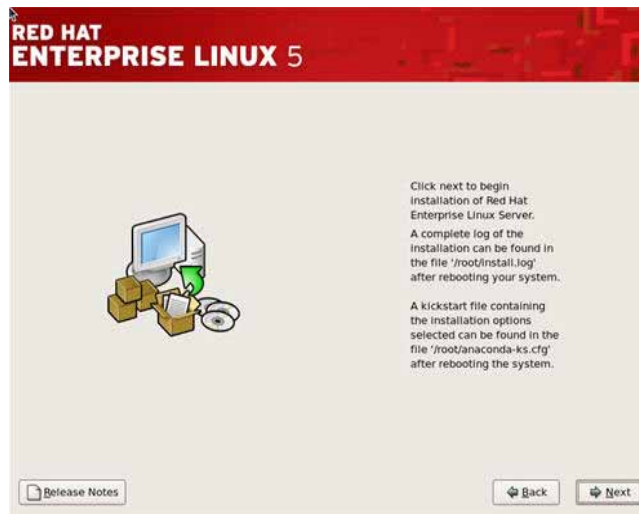 RED HAT
ENTERPRISE LINUX 5
Click next to begin
installation of Red Hat
Enterprise Linux Server.
A complete log of the
installation can be found in
the file '/root/install.log'
after rebooting your system.
A kickstart file containing
the installation options
selected can be found in the
file '/root/anaconda-ks.cfg'
after rebooting the system.
Release Notes
Back
Next